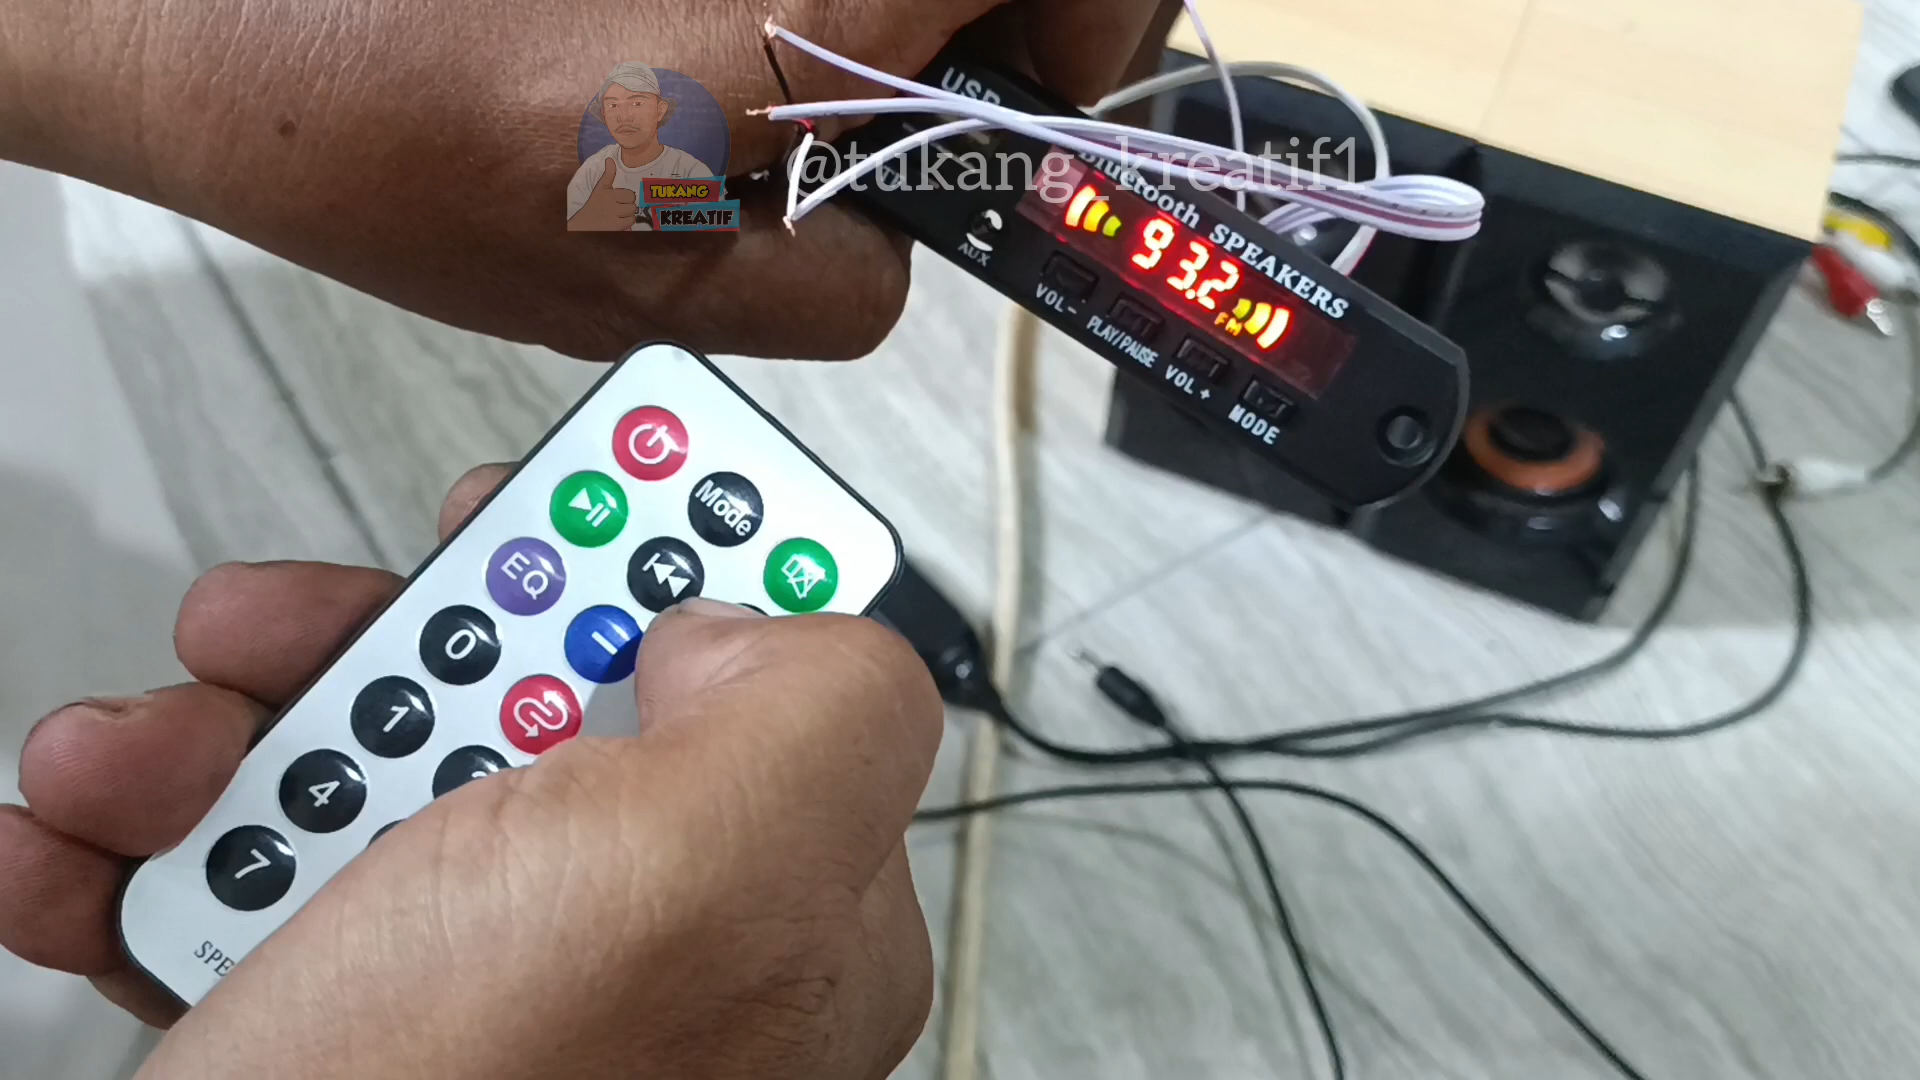 USB
@tukang_kreatif1
TUKANG
KREATIF
Bluetooth SPEAKERS
AUX
93.2
FM
VOL-
PLAY/PAUSE
VOL +
MODE
Mode
EQ
0
1
4
7